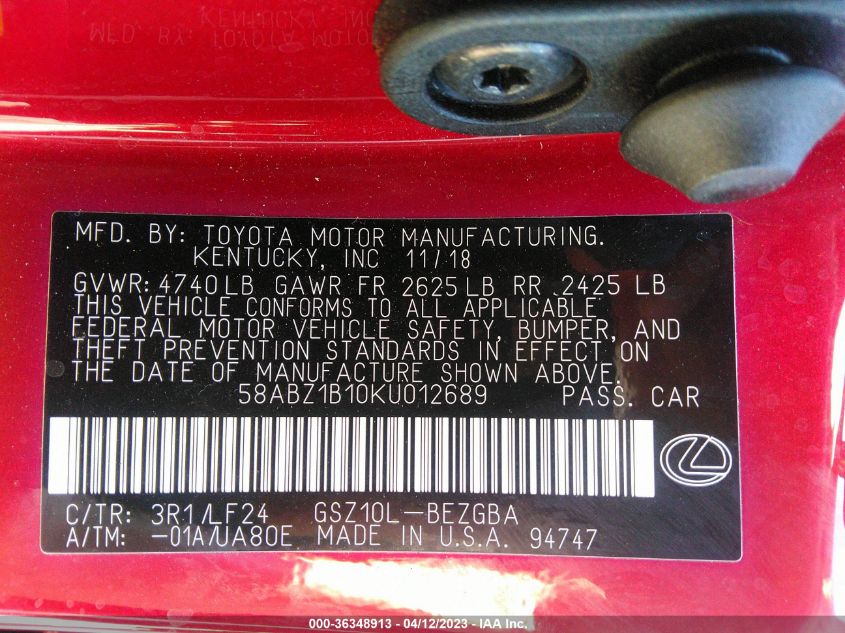 MFD. BY: TOYOTA MOTOR MANUFACTURING.
KENTUCKY, INC 11/18
GVWR: 4740LB GAWR FR 2625LB RR 2425 LB
THIS VEHICLE CONFORMS TO ALL APPLICABLE
FEDERAL MOTOR VEHICLE SAFETY, BUMPER, AND
THEFT PREVENTION STANDARDS IN EFFECT ON
THE DATE OF MANUFACTURE SHOWN ABOVE.
58ABZ1B10KU012689 PASS. CAR
C/TR: 3R1/LF24 GSZ10L-BEZGBA
A/TM: -01A/UA80E MADE IN U.S.A. 94747
000-36348913 - 04/12/2023 - IAA Inc.